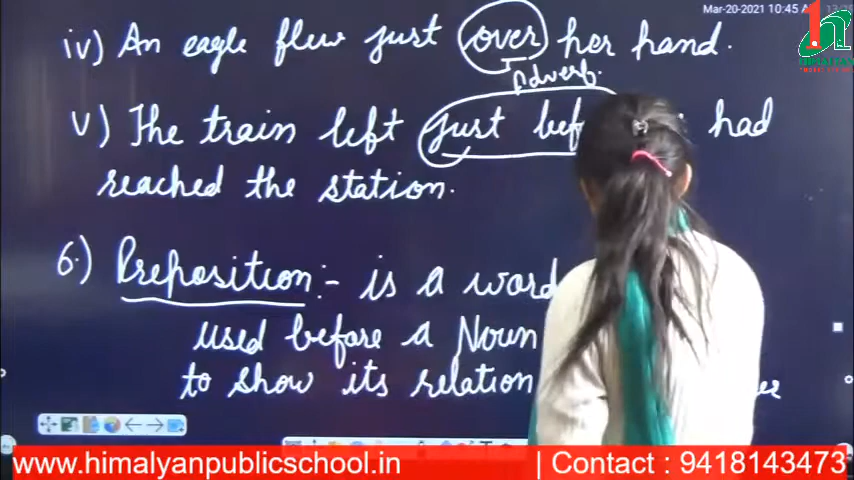 Mar-20-2021 10:45 A
iv) An eagle flew just over her hand.
Adverb.
v) The train left just bef had
reached the station.
6.) Preposition :- is a word
used before a Noun
to show its relation
www.himalyanpublicschool.in | Contact : 9418143473